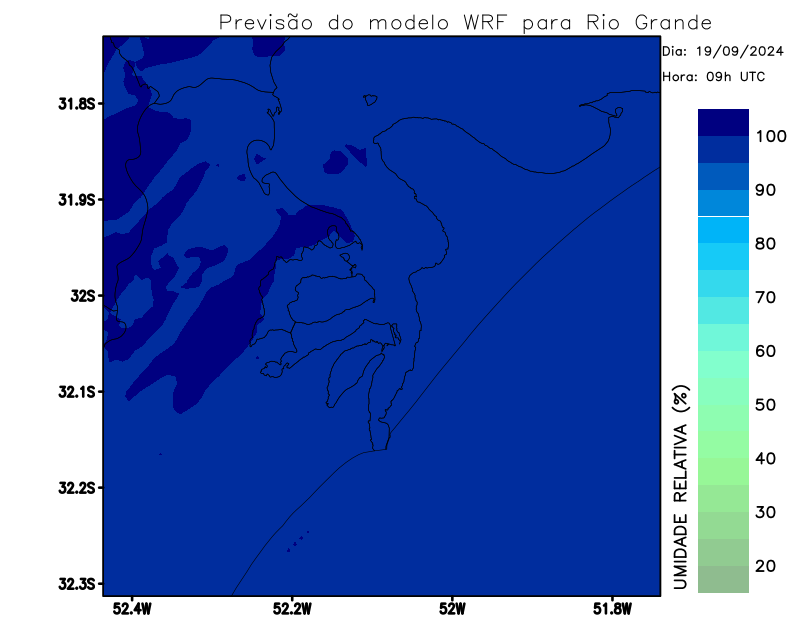 Previsão do modelo WRF para Rio Grande
Dia: 19/09/2024
Hora: 09h UTC
31.8S
31.9S
32S
32.1S
32.2S
32.3S
52.4W
52.2W
52W
51.8W
100
90
80
70
60
50
40
30
20
UMIDADE RELATIVA (%)